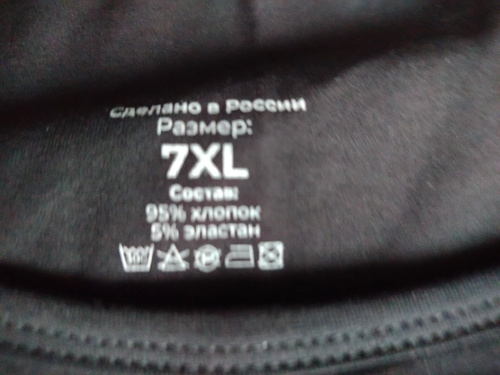 Сделано в России
Размер:
7XL
Состав:
95% хлопок
5% эластан